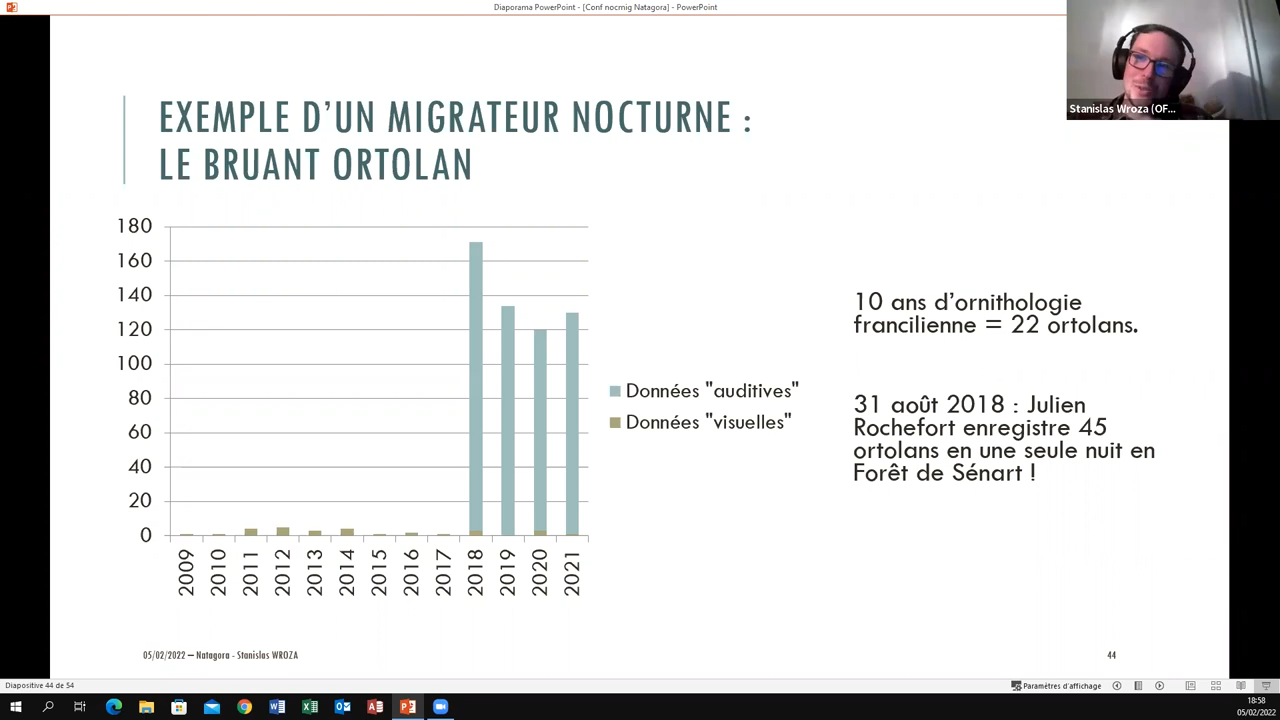 Diaporama PowerPoint - [Conf nocmig Natagora] - PowerPoint
Stanislas Wroza (OF...
EXEMPLE D'UN MIGRATEUR NOCTURNE :
LE BRUANT ORTOLAN
180
160
140
120
100
80
60
40
20
0
2009
2010
2011
2012
2013
2014
2015
2016
2017
2018
2019
2020
2021
Données "auditives"
Données "visuelles"
10 ans d'ornithologie
francilienne = 22 ortolans.
31 août 2018 : Julien
Rochefort enregistre 45
ortolans en une seule nuit en
Forêt de Sénart !
05/02/2022 – Natagora - Stanislas WROZA
44
Diapositive 44 de 54
Paramètres d'affichage
18:58
05/02/2022